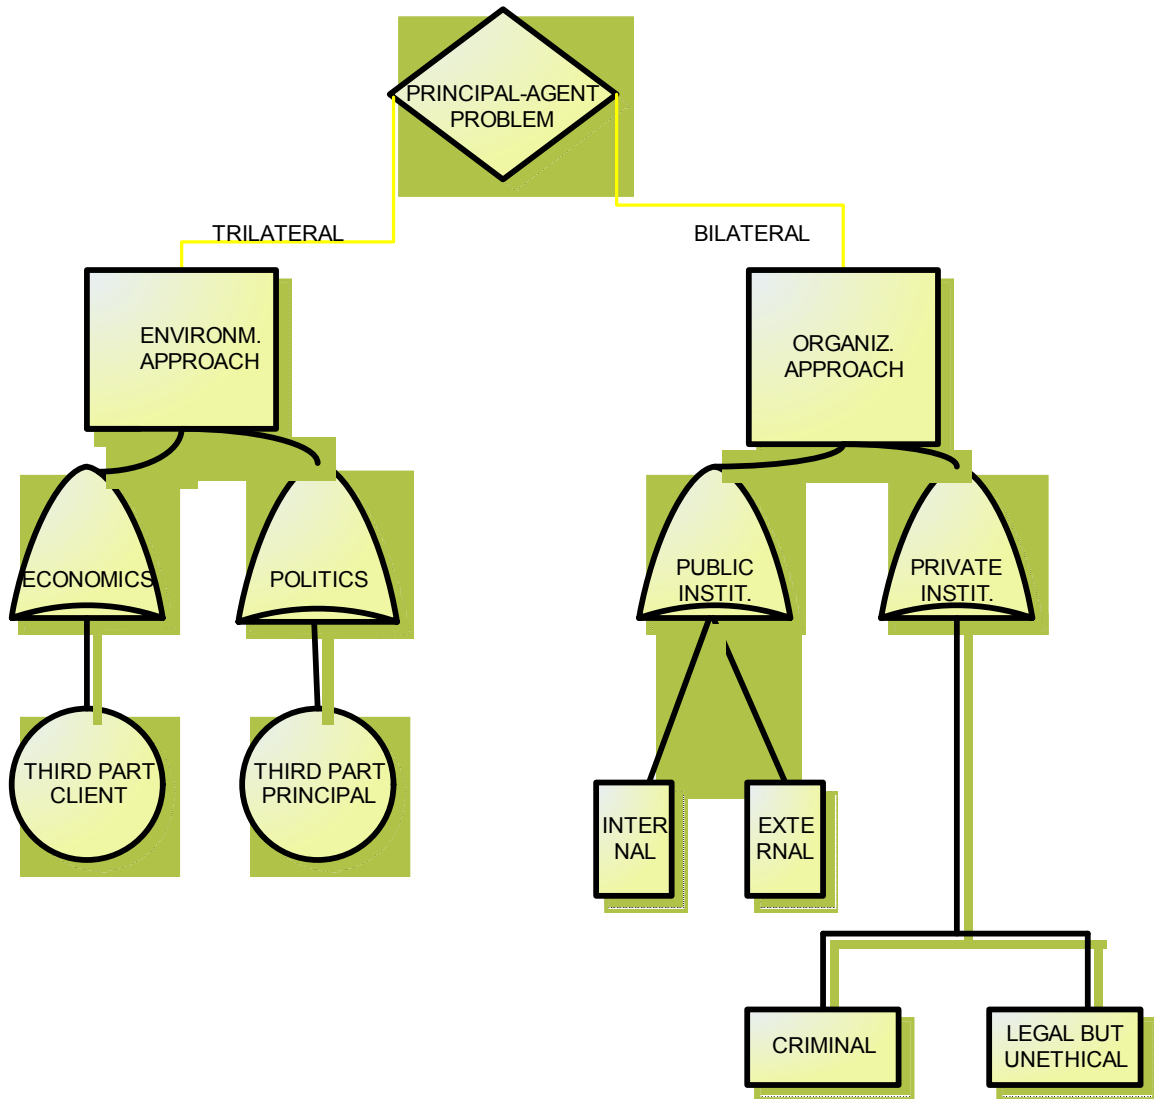 PRINCIPAL-AGENT
PROBLEM
TRILATERAL
BILATERAL
ENVIRONM.
APPROACH
ORGANIZ.
APPROACH
ECONOMICS
POLITICS
PUBLIC
INSTIT.
PRIVATE
INSTIT.
THIRD PART
CLIENT
THIRD PART
PRINCIPAL
INTER
NAL
EXTE
RNAL
CRIMINAL
LEGAL BUT
UNETHICAL